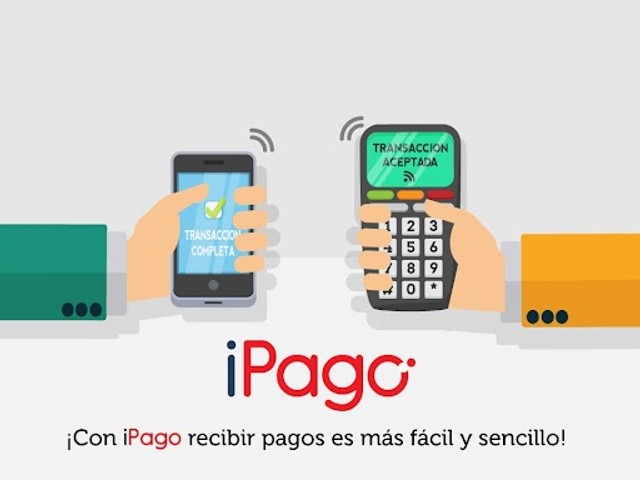 TRANSACCION
ACEPTADA
TRANSACCION
COMPLETA
1 2 3
4 5 6
7 8 9
* 0 *
iPago
¡Con iPago recibir pagos es más fácil y sencillo!